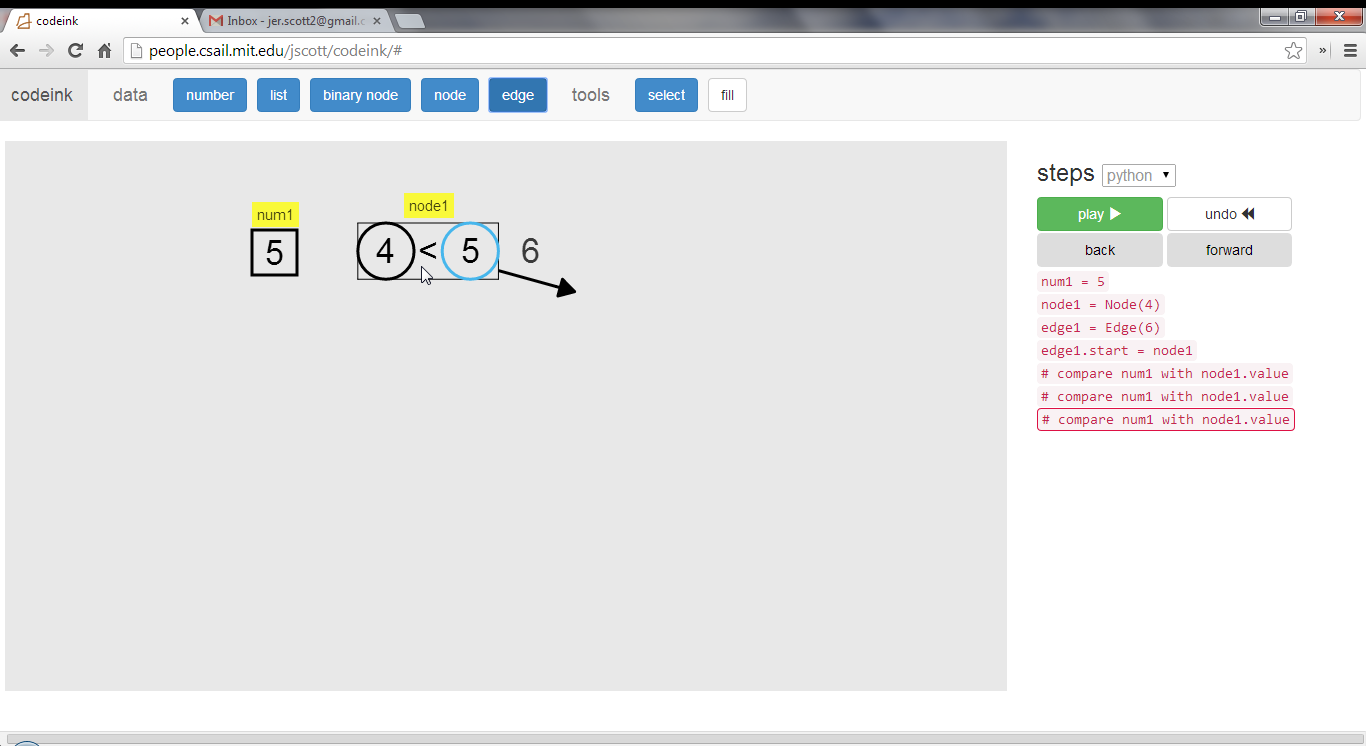 codeink
Inbox - jer.scott2@gmail.c
people.csail.mit.edu/jscott/codeink/#
codeink data number list binary node node edge tools select fill
steps python
play undo
back forward
num1 = 5
node1 = Node(4)
edge1 = Edge(6)
edge1.start = node1
# compare num1 with node1.value
# compare num1 with node1.value
# compare num1 with node1.value
num1
node1
5
4 < 5 6